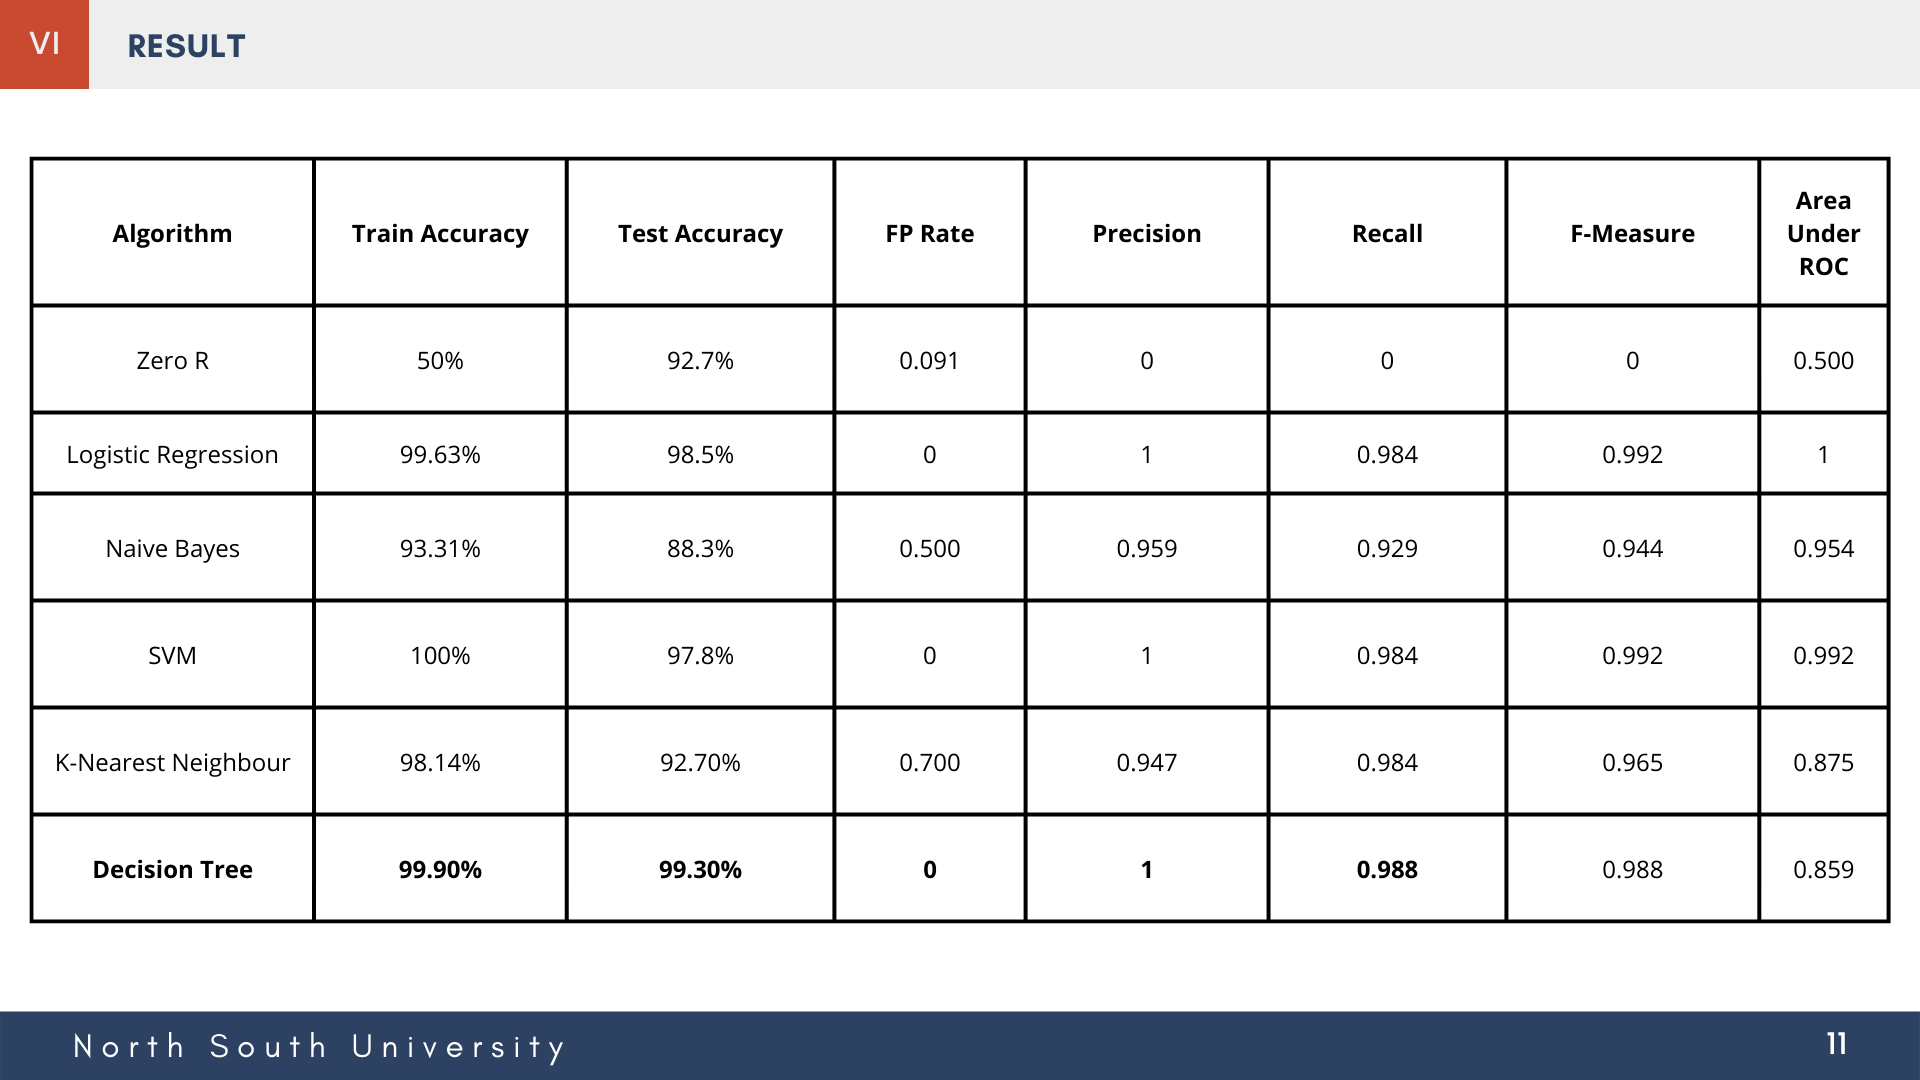 VI
RESULT
Algorithm Train Accuracy Test Accuracy FP Rate Precision Recall F-Measure Area Under ROC
Zero R 50% 92.7% 0.091 0 0 0 0.500
Logistic Regression 99.63% 98.5% 0 1 0.984 0.992 1
Naive Bayes 93.31% 88.3% 0.500 0.959 0.929 0.944 0.954
SVM 100% 97.8% 0 1 0.984 0.992 0.992
K-Nearest Neighbour 98.14% 92.70% 0.700 0.947 0.984 0.965 0.875
Decision Tree 99.90% 99.30% 0 1 0.988 0.988 0.859
North South University
11